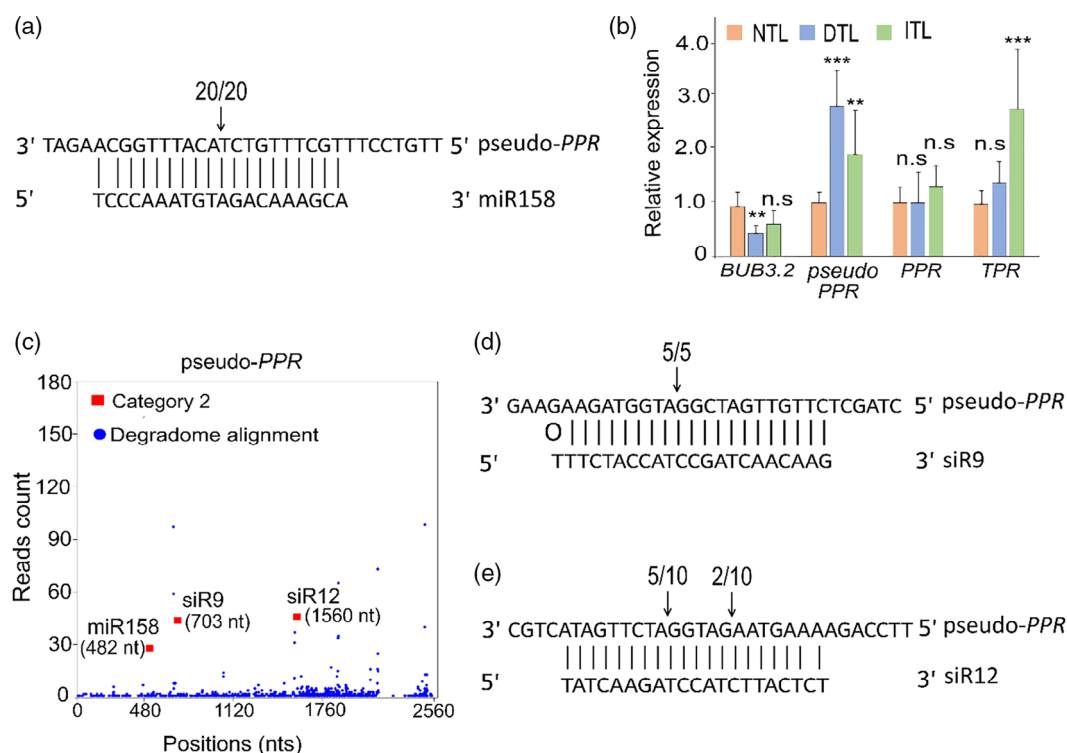 (a)
20/20
3' TAGAACGGTTTACATCTGTTTCGTTTCCTGTT 5' pseudo-PPR
5' TCCCAAATGTAGACAAAGCA 3' miR158
(b)
NTL DTL ITL
Relative expression
4.0
3.0
2.0
1.0
0
** n.s
*** **
n.s n.s
n.s ***
BUB3.2 pseudo PPR PPR TPR
(c)
pseudo-PPR
Category 2
Degradome alignment
Reads count
180
150
120
90
60
30
0
miR158
(482 nt)
siR9
(703 nt)
siR12
(1560 nt)
0 480 1120 1760 2560
Positions (nts)
(d)
5/5
3' GAAGAAGATGGTAGGCTAGTTGTTCTCGATC 5' pseudo-PPR
O
5' TTTCTACCATCCGATCAACAAG 3' siR9
(e)
5/10 2/10
3' CGTCATAGTTCTAGGTAGAATGAAAAGACCTT 5' pseudo-PPR
5' TATCAAGATCCATCTTACTCT 3' siR12